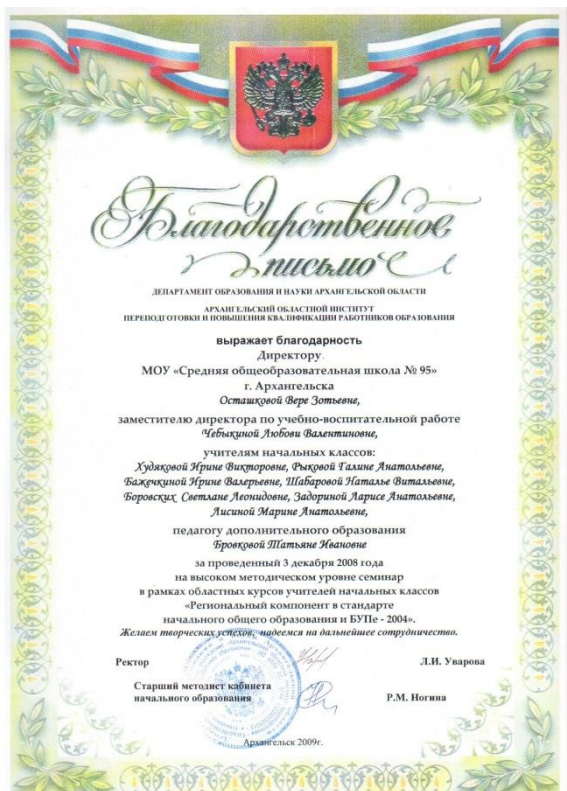 Благодарственное
письмо
ДЕПАРТАМЕНТ ОБРАЗОВАНИЯ И НАУКИ АРХАНГЕЛЬСКОЙ ОБЛАСТИ
АРХАНГЕЛЬСКИЙ ОБЛАСТНОЙ ИНСТИТУТ
ПЕРЕПОДГОТОВКИ И ПОВЫШЕНИЯ КВАЛИФИКАЦИИ РАБОТНИКОВ ОБРАЗОВАНИЯ
выражает благодарность
Директору
МОУ «Средняя общеобразовательная школа № 95»
г. Архангельска
Осташковой Вере Зотьевне,
заместителю директора по учебно-воспитательной работе
Чебыкиной Любови Валентиновне,
учителям начальных классов:
Худяковой Ирине Викторовне, Рыковой Галине Анатольевне,
Бажечкиной Ирине Валерьевне, Шабаровой Наталье Витальевне,
Боровских Светлане Леонидовне, Задориной Ларисе Анатольевне,
Лисиной Марине Анатольевне,
педагогу дополнительного образования
Бровковой Татьяне Ивановне
за проведенный 3 декабря 2008 года
на высоком методическом уровне семинар
в рамках областных курсов учителей начальных классов
«Региональный компонент в стандарте
начального общего образования и БУПе - 2004».
Желаем творческих успехов, надеемся на дальнейшее сотрудничество.
Ректор Л.И. Уварова
Старший методист кабинета
начального образования Р.М. Ногина
Архангельск 2009г.